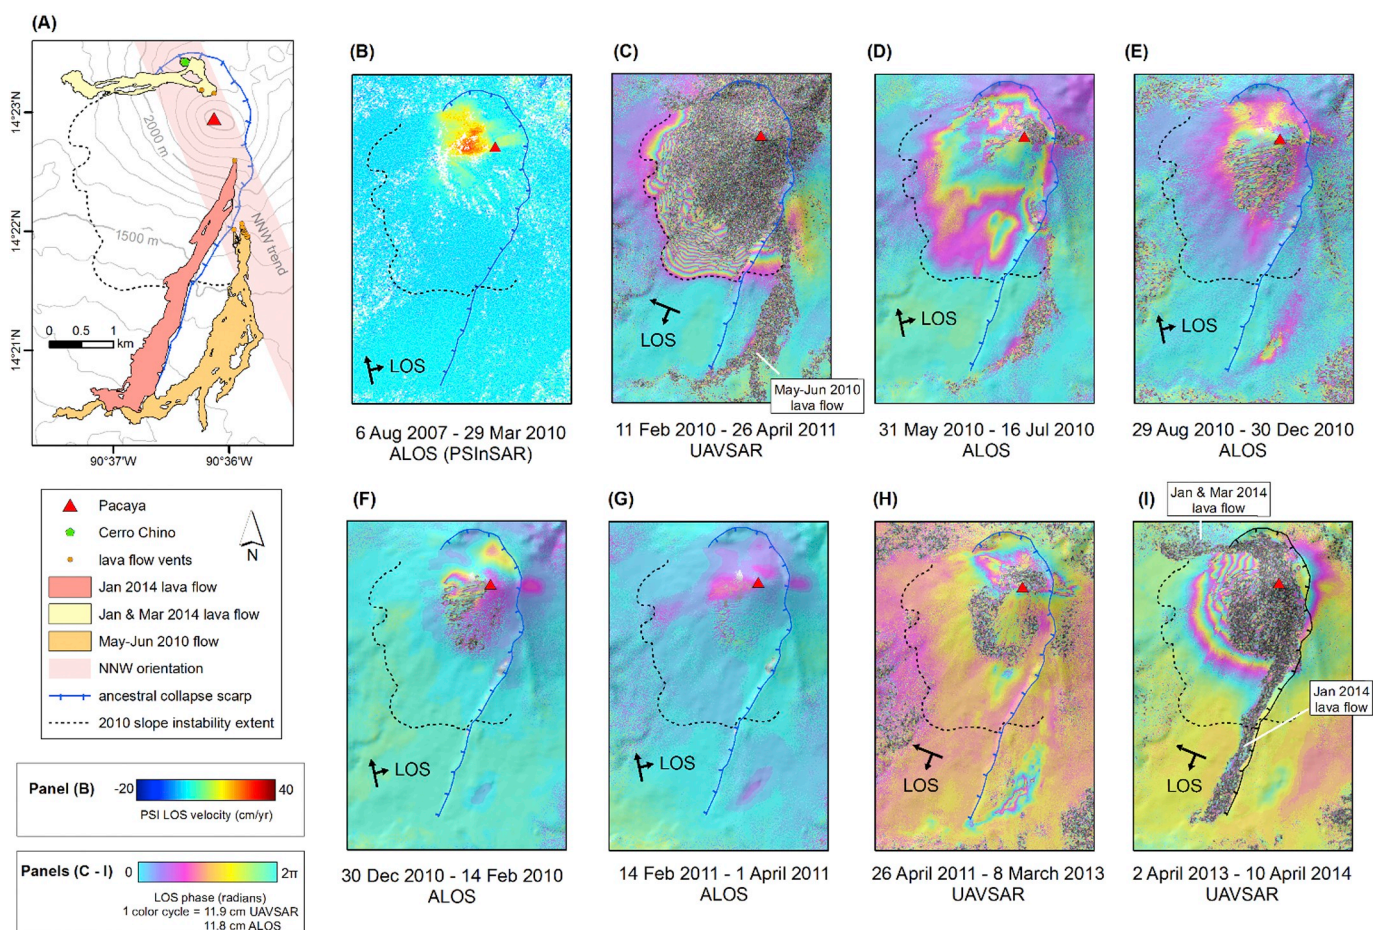 (A)
14°23'N
14°22'N
14°21'N
2000 m
1500 m
NNW trend
0 0.5 1
km
90°37'W 90°36'W
Pacaya
Cerro Chino
lava flow vents
N
Jan 2014 lava flow
Jan & Mar 2014 lava flow
May-Jun 2010 flow
NNW orientation
ancestral collapse scarp
2010 slope instability extent
Panel (B)
-20 40
PSI LOS velocity (cm/yr)
Panels (C - I)
0 2π
LOS phase (radians)
1 color cycle = 11.9 cm UAVSAR
11.8 cm ALOS
(B)
LOS
6 Aug 2007 - 29 Mar 2010
ALOS (PSInSAR)
(C)
LOS
May-Jun 2010
lava flow
11 Feb 2010 - 26 April 2011
UAVSAR
(D)
LOS
31 May 2010 - 16 Jul 2010
ALOS
(E)
LOS
29 Aug 2010 - 30 Dec 2010
ALOS
(F)
LOS
30 Dec 2010 - 14 Feb 2010
ALOS
(G)
LOS
14 Feb 2011 - 1 April 2011
ALOS
(H)
LOS
26 April 2011 - 8 March 2013
UAVSAR
(I)
Jan & Mar 2014
lava flow
Jan 2014
lava flow
LOS
2 April 2013 - 10 April 2014
UAVSAR